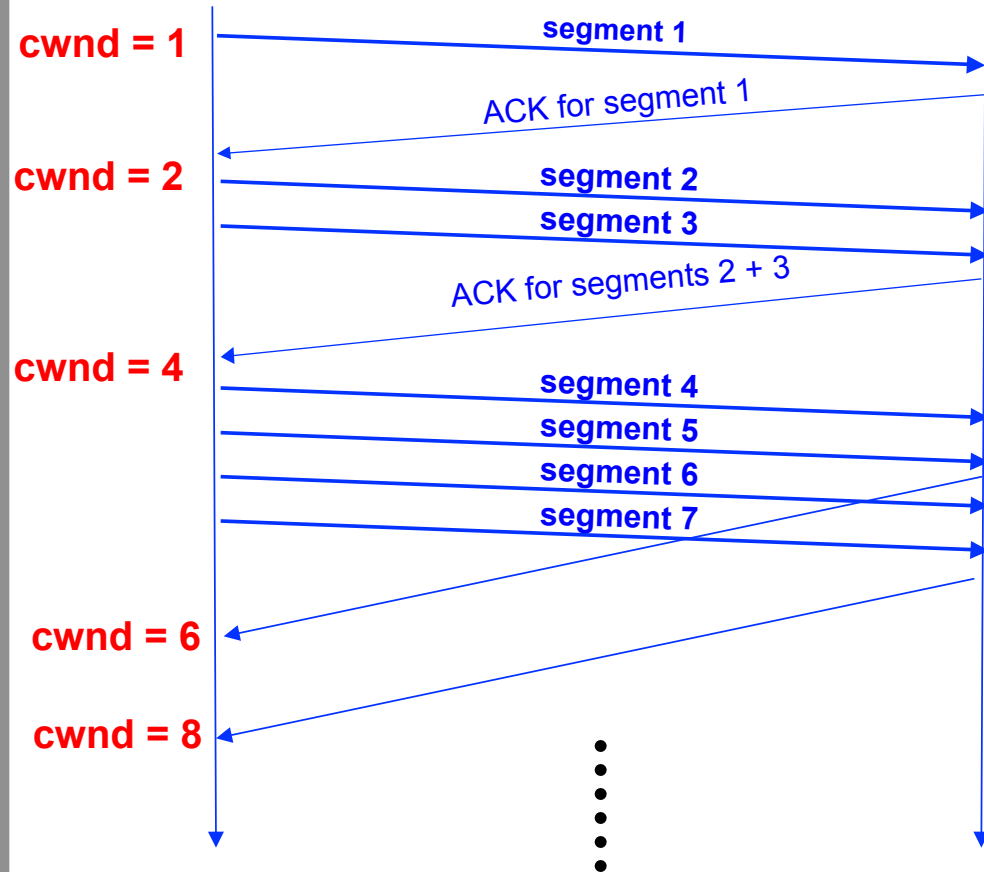 cwnd = 1
segment 1
ACK for segment 1
cwnd = 2
segment 2
segment 3
ACK for segments 2 + 3
cwnd = 4
segment 4
segment 5
segment 6
segment 7
cwnd = 6
cwnd = 8